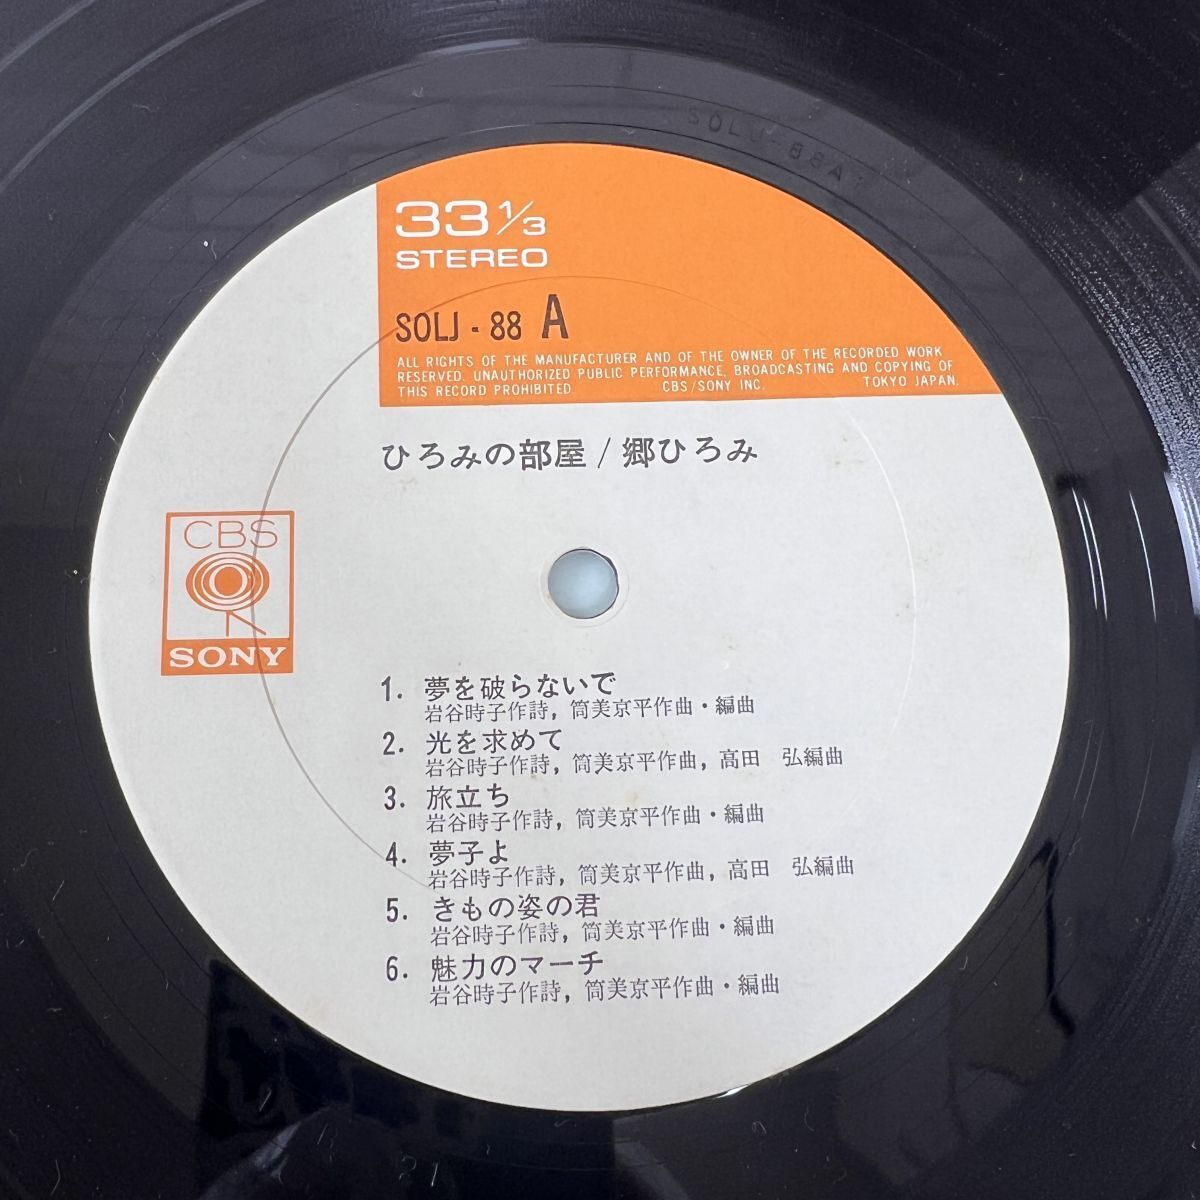 SOLJ-88A1
33 1/3
STEREO
SOLJ・88 A
ALL RIGHTS OF THE MANUFACTURER AND OF THE OWNER OF THE RECORDED WORK
RESERVED. UNAUTHORIZED PUBLIC PERFORMANCE, BROADCASTING AND COPYING OF
THIS RECORD PROHIBITED. CBS/SONY INC. TOKYO JAPAN.
ひろみの部屋/郷ひろみ
CBS
SONY
1. 夢を破らないで
岩谷時子作詩, 筒美京平作曲・編曲
2. 光を求めて
岩谷時子作詩, 筒美京平作曲, 高田 弘編曲
3. 旅立ち
岩谷時子作詩, 筒美京平作曲・編曲
4. 夢子よ
岩谷時子作詩, 筒美京平作曲, 高田 弘編曲
5. きもの姿の君
岩谷時子作詩, 筒美京平作曲・編曲
6. 魅力のマーチ
岩谷時子作詩, 筒美京平作曲・編曲